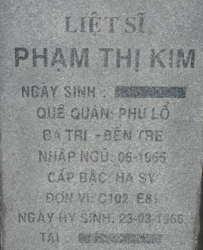 LIỆT SĨ
PHẠM THỊ KIM
NGÀY SINH :
QUÊ QUÁN: PHÚ LỄ
BA TRI - BẾN TRE
NHẬP NGŨ: 06-1965
CẤP BẬC: HẠ SỸ
ĐƠN VỊ: C102, E81
NGÀY HY SINH: 23-03-1966
TẠI :